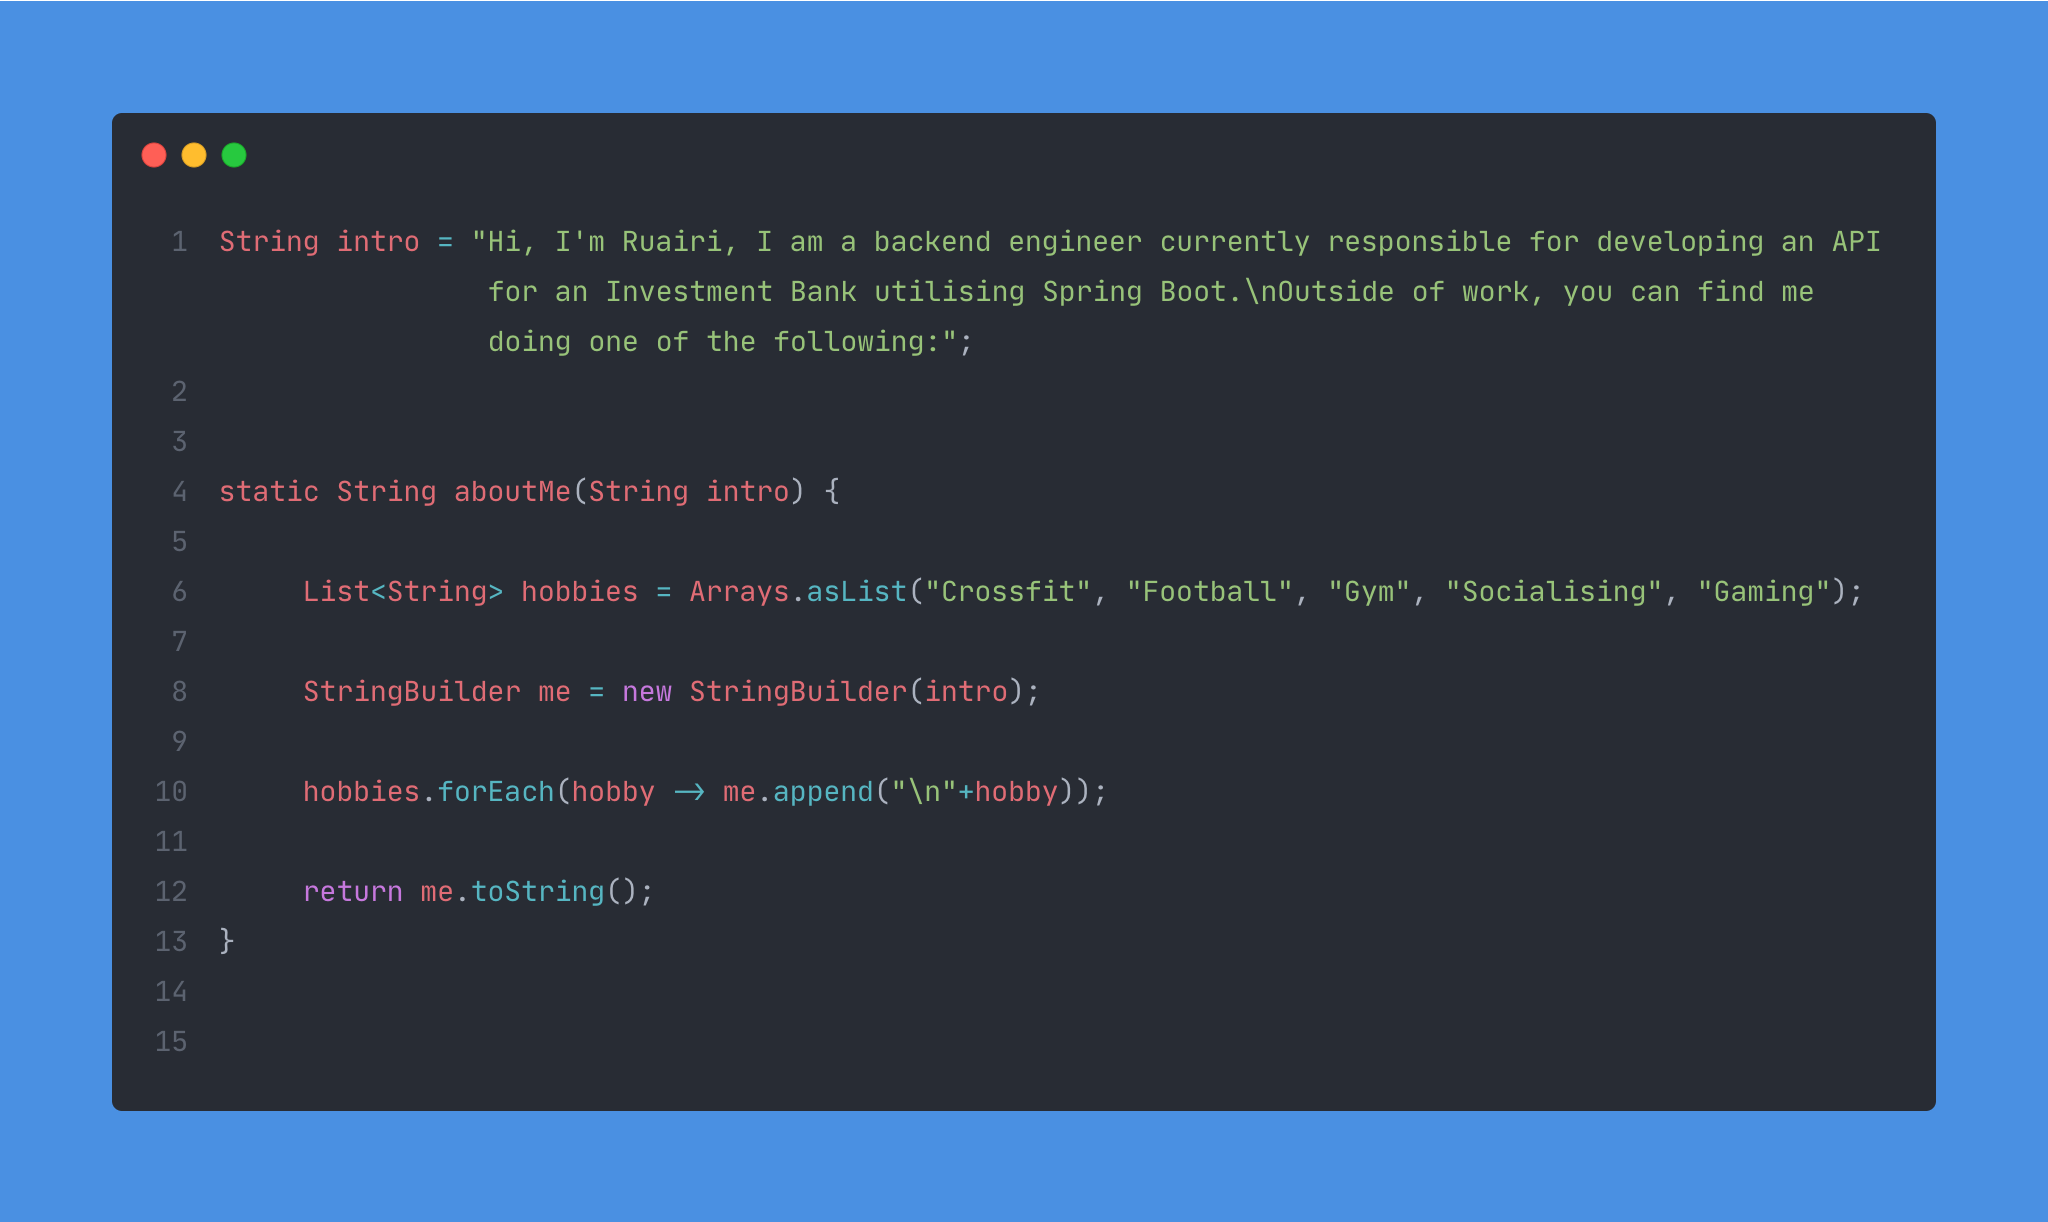 1 String intro = "Hi, I'm Ruairi, I am a backend engineer currently responsible for developing an API
for an Investment Bank utilising Spring Boot.\nOutside of work, you can find me
doing one of the following:";
2
3
4 static String aboutMe(String intro) {
5
6 List<String> hobbies = Arrays.asList("Crossfit", "Football", "Gym", "Socialising", "Gaming");
7
8 StringBuilder me = new StringBuilder(intro);
9
10 hobbies.forEach(hobby -> me.append("\n"+hobby));
11
12 return me.toString();
13 }
14
15